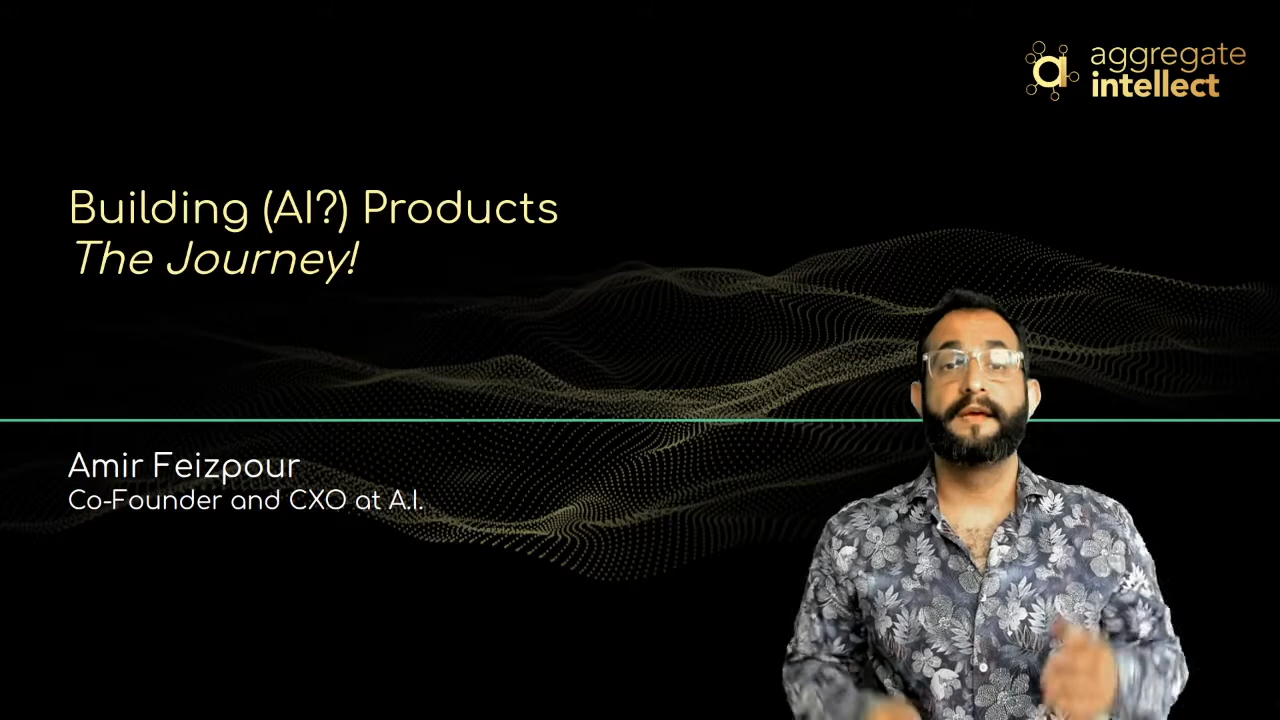 aggregate
intellect
Building (AI?) Products
The Journey!
Amir Feizpour
Co-Founder and CXO at A.I.